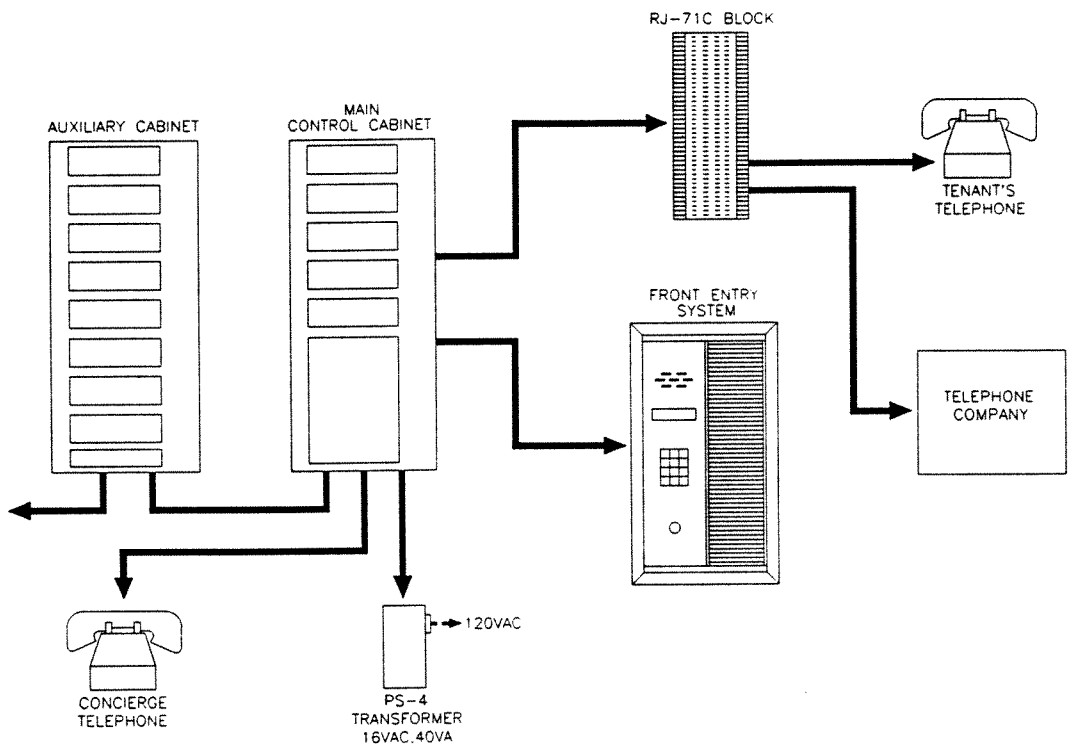 RJ-71C BLOCK
MAIN
CONTROL CABINET
AUXILIARY CABINET
TENANT'S
TELEPHONE
FRONT ENTRY
SYSTEM
TELEPHONE
COMPANY
120VAC
CONCIERGE
TELEPHONE
PS-4
TRANSFORMER
16VAC,40VA